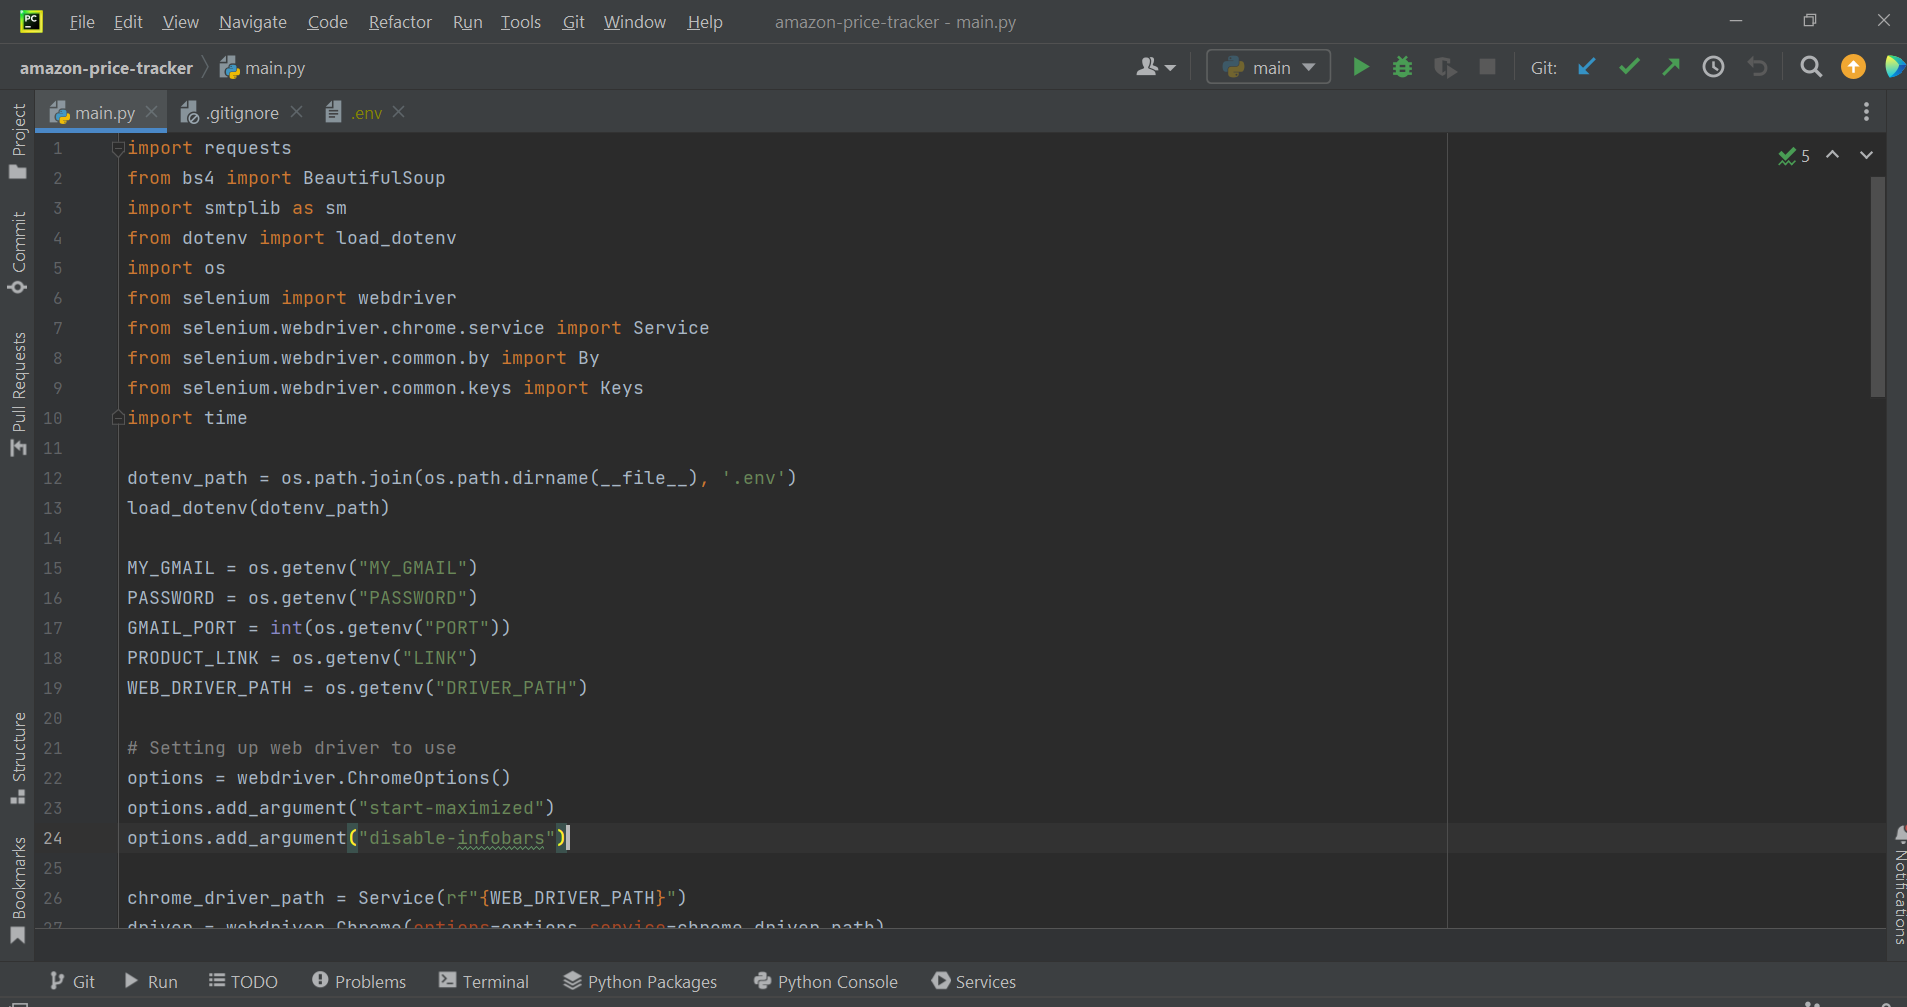 PC File Edit View Navigate Code Refactor Run Tools Git Window Help amazon-price-tracker - main.py
amazon-price-tracker main.py main Git:
main.py .gitignore .env
Project
Commit
Pull Requests
Structure
Bookmarks
5
1 import requests
2 from bs4 import BeautifulSoup
3 import smtplib as sm
4 from dotenv import load_dotenv
5 import os
6 from selenium import webdriver
7 from selenium.webdriver.chrome.service import Service
8 from selenium.webdriver.common.by import By
9 from selenium.webdriver.common.keys import Keys
10 import time
11
12 dotenv_path = os.path.join(os.path.dirname(__file__), '.env')
13 load_dotenv(dotenv_path)
14
15 MY_GMAIL = os.getenv("MY_GMAIL")
16 PASSWORD = os.getenv("PASSWORD")
17 GMAIL_PORT = int(os.getenv("PORT"))
18 PRODUCT_LINK = os.getenv("LINK")
19 WEB_DRIVER_PATH = os.getenv("DRIVER_PATH")
20
21 # Setting up web driver to use
22 options = webdriver.ChromeOptions()
23 options.add_argument("start-maximized")
24 options.add_argument("disable-infobars")
25
26 chrome_driver_path = Service(rf"{WEB_DRIVER_PATH}")
27 driver = webdriver.Chrome(options=options, service=chrome_driver_path)
Notifications
Git Run TODO Problems Terminal Python Packages Python Console Services